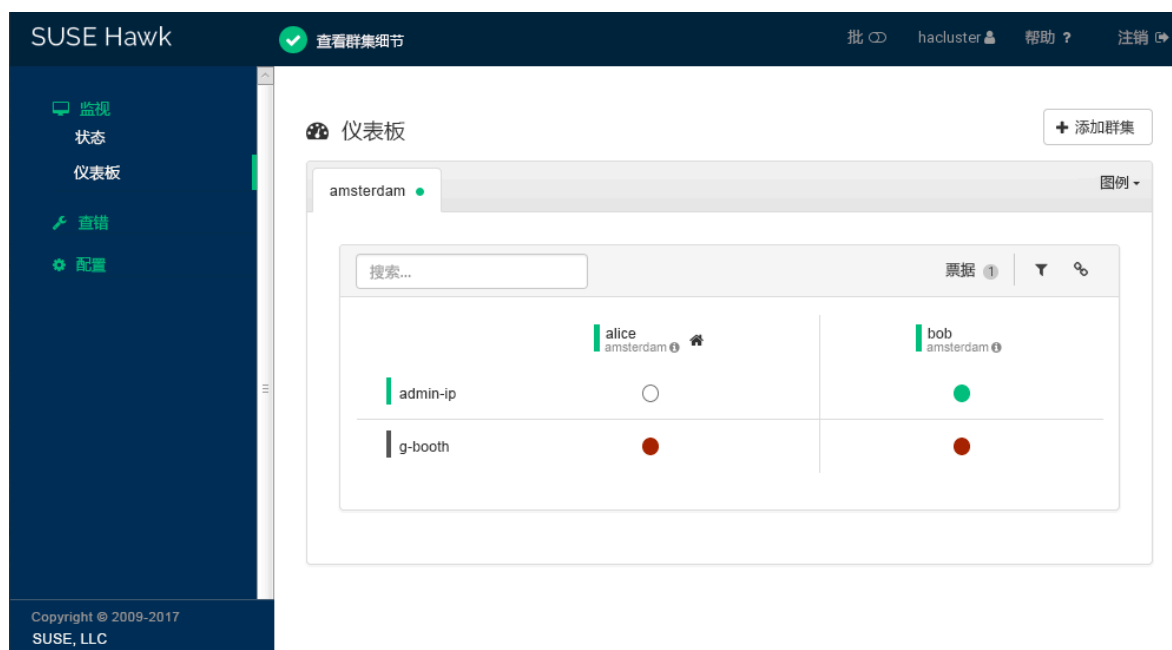 SUSE Hawk
查看群集细节
批
hacluster
帮助 ?
注销
监视
状态
仪表板
查错
配置
仪表板
添加群集
amsterdam
图例
搜索...
票据 1
alice
amsterdam
bob
amsterdam
admin-ip
g-booth
Copyright © 2009-2017
SUSE, LLC